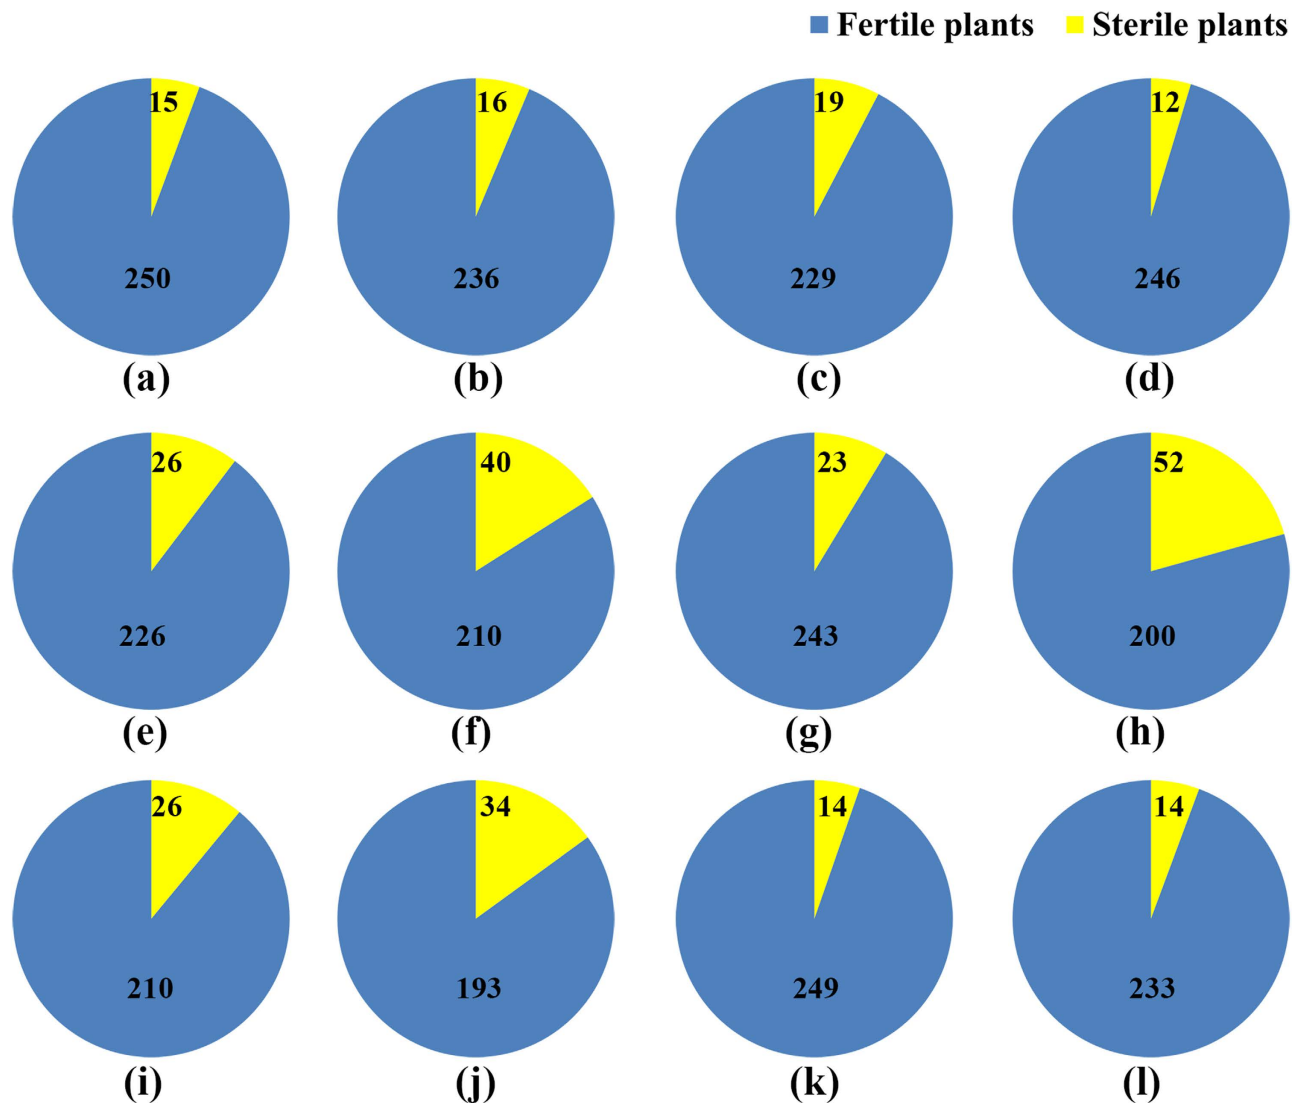 Fertile plants Sterile plants
15 16 19 12
250 236 229 246
(a) (b) (c) (d)
26 40 23 52
226 210 243 200
(e) (f) (g) (h)
26 34 14 14
210 193 249 233
(i) (j) (k) (l)